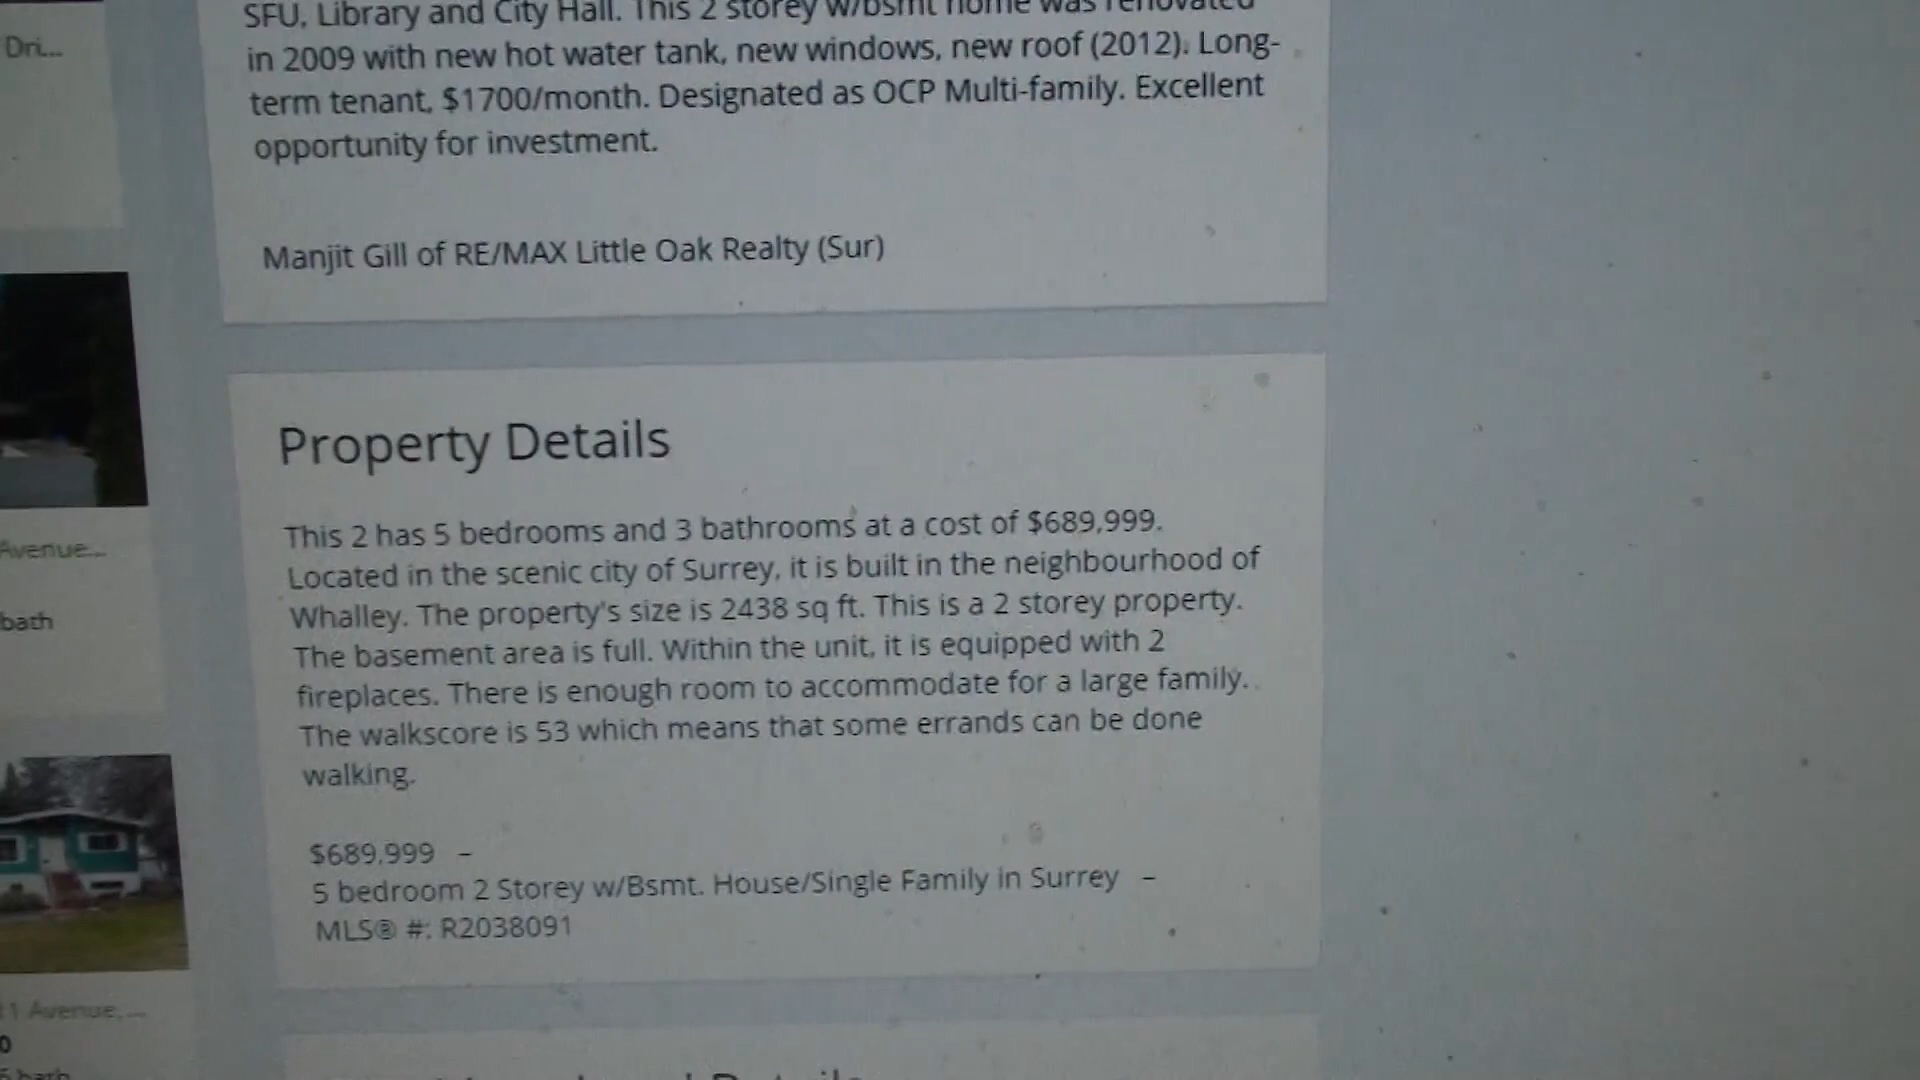 SFU, Library and City Hall. This 2 storey w/bsmt home was renovated
in 2009 with new hot water tank, new windows, new roof (2012). Long-
term tenant, $1700/month. Designated as OCP Multi-family. Excellent
opportunity for investment.
Manjit Gill of RE/MAX Little Oak Realty (Sur)
Property Details
This 2 has 5 bedrooms and 3 bathrooms at a cost of $689,999.
Located in the scenic city of Surrey, it is built in the neighbourhood of
Whalley. The property's size is 2438 sq ft. This is a 2 storey property.
The basement area is full. Within the unit, it is equipped with 2
fireplaces. There is enough room to accommodate for a large family.
The walkscore is 53 which means that some errands can be done
walking.
$689,999 –
5 bedroom 2 Storey w/Bsmt. House/Single Family in Surrey –
MLS® #: R2038091
Dri...
Avenue...
bath
1 Avenue, ...
0
bath
Details